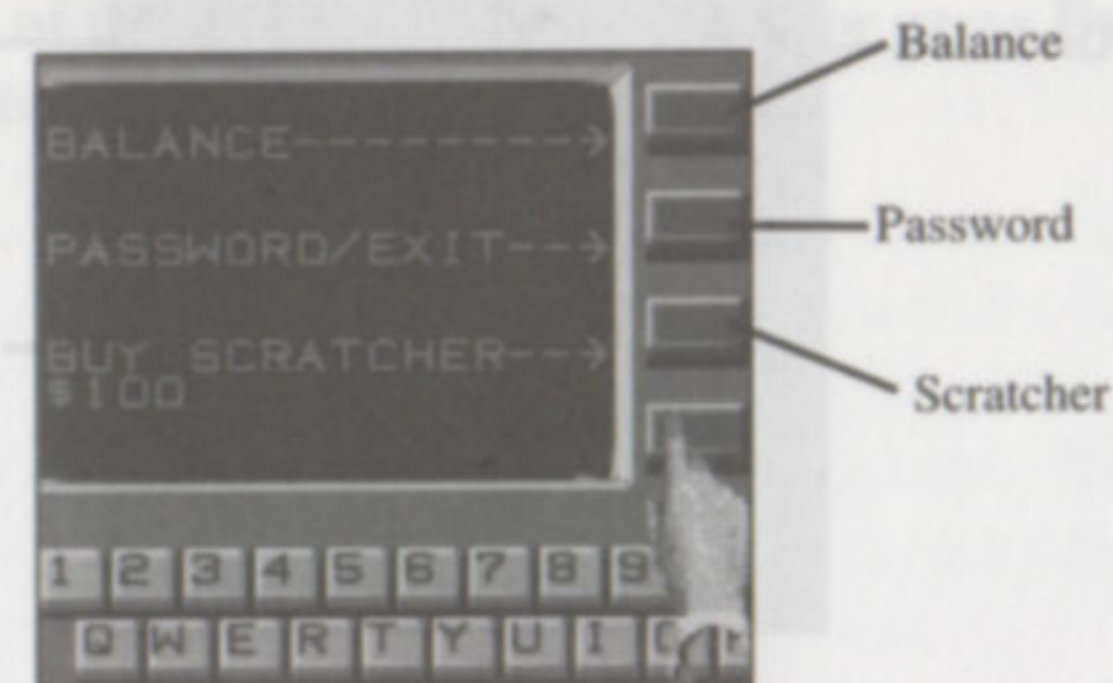 Balance
BALANCE--------->
Password
PASSWORD/EXIT--->
BUY SCRATCHER-->
$100
Scratcher
1 2 3 4 5 6 7 8 9
Q W E R T Y U I